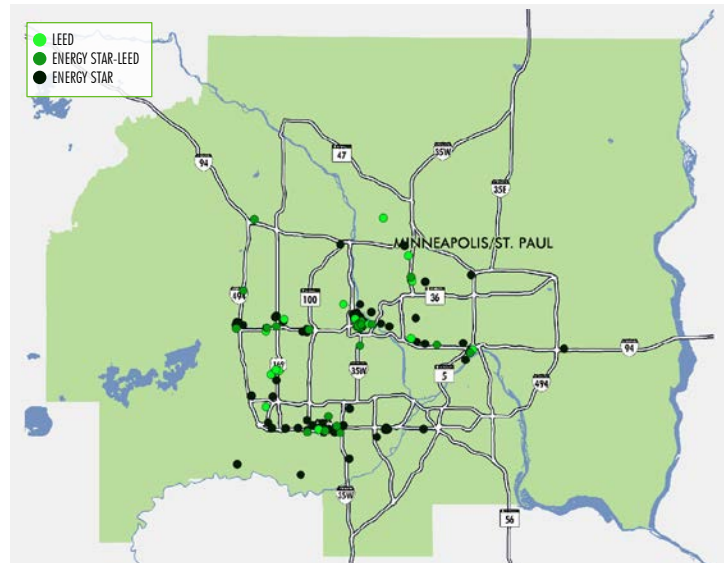 LEED
ENERGY STAR-LEED
ENERGY STAR
47
35W
94
35E
MINNEAPOLIS/ST. PAUL
494
100
36
94
169
35W
5
494
35W
56